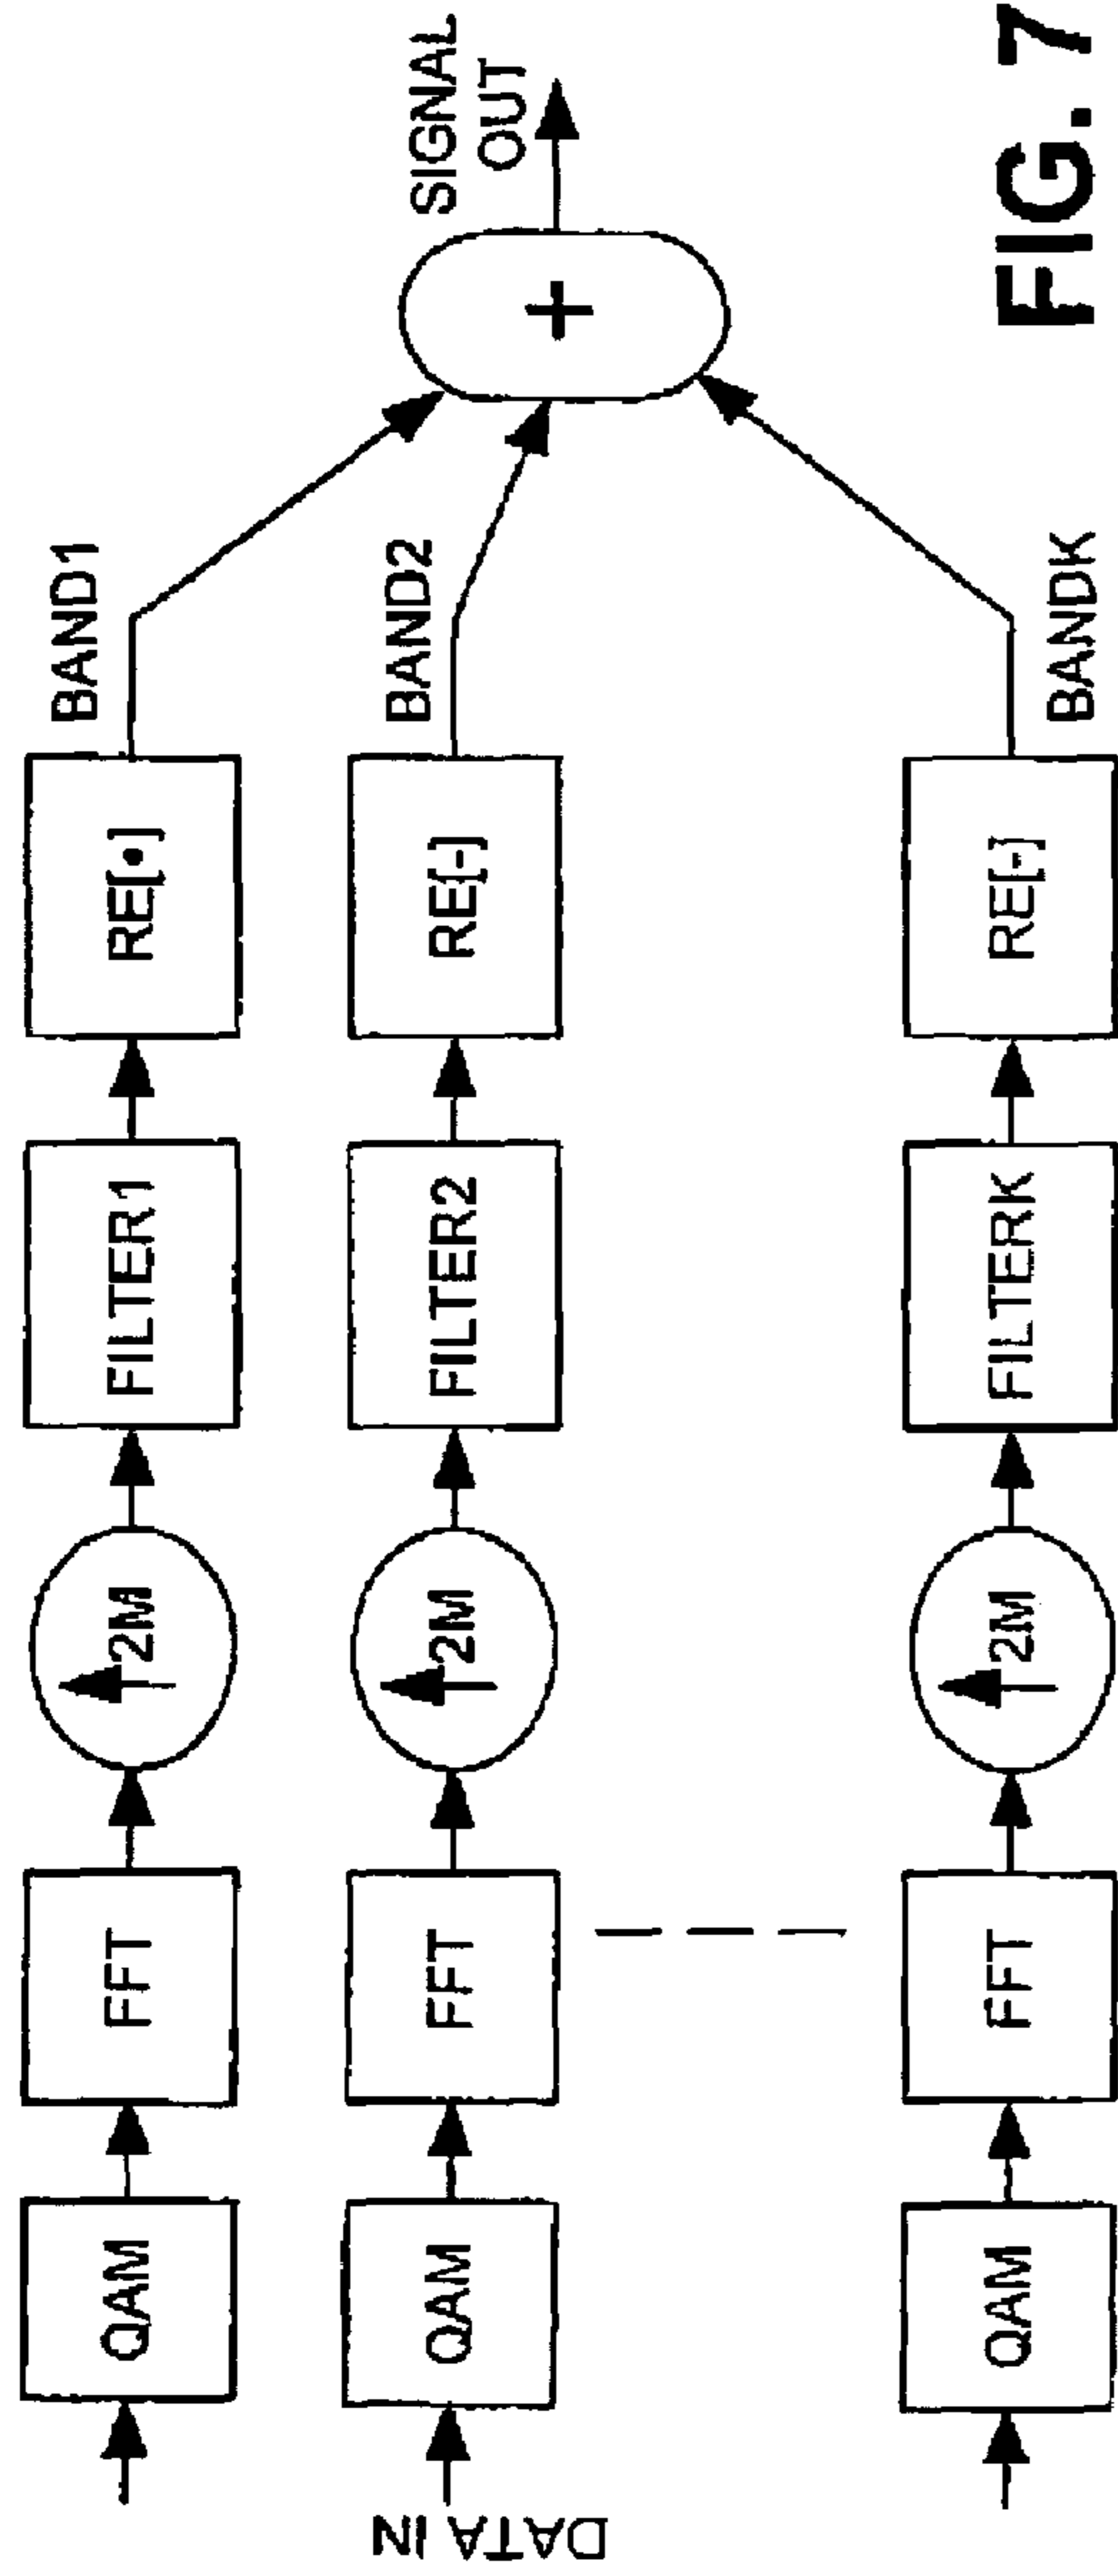 DATA IN
QAM
FFT
2M
FILTER1
RE[•]
BAND1
QAM
FFT
2M
FILTER2
RE[-]
BAND2
QAM
FFT
2M
FILTERK
RE[-]
BANDK
+
SIGNAL
OUT
FIG. 7